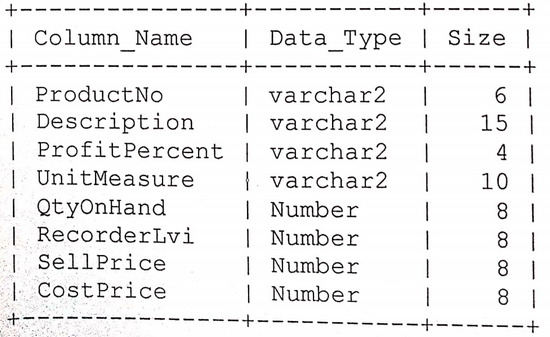 +----------------+-----------+------+
| Column_Name | Data_Type | Size |
+----------------+-----------+------+
| ProductNo | varchar2 | 6 |
| Description | varchar2 | 15 |
| ProfitPercent | varchar2 | 4 |
| UnitMeasure | varchar2 | 10 |
| QtyOnHand | Number | 8 |
| RecorderLvi | Number | 8 |
| SellPrice | Number | 8 |
| CostPrice | Number | 8 |
+----------------+-----------+------+